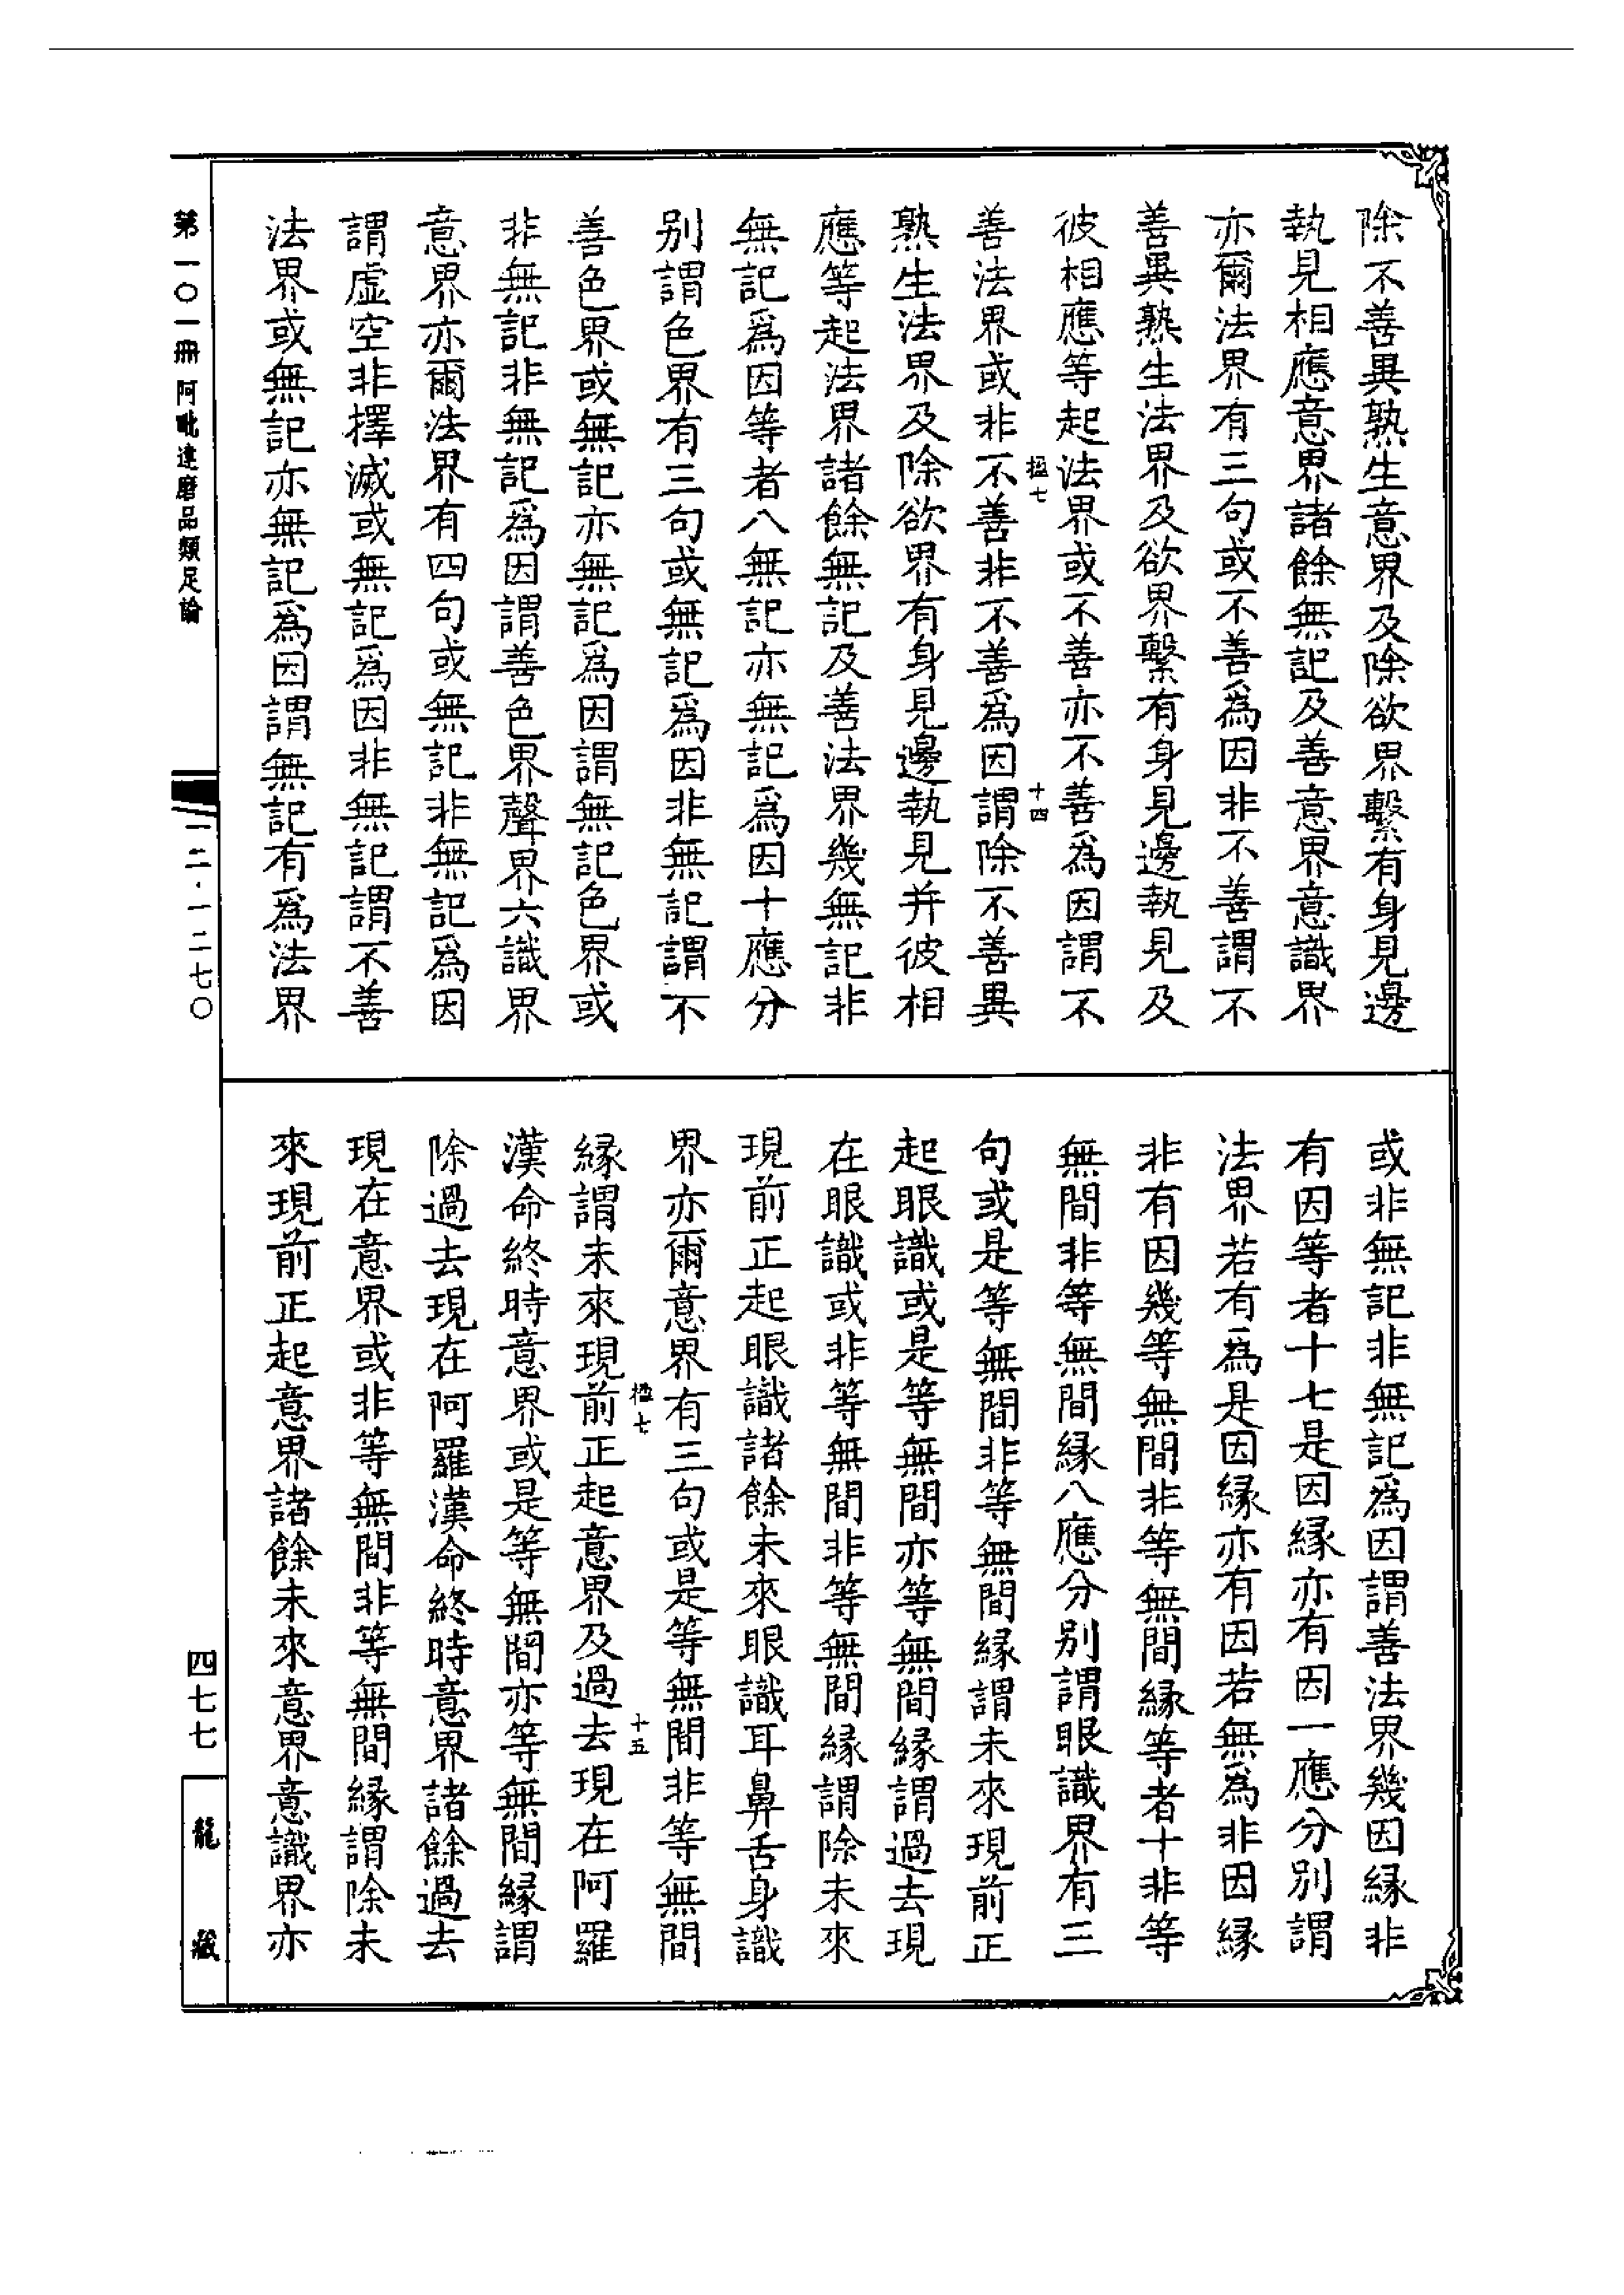 除不善異熟生意界及除欲界繫有身見邊
執見相應意界諸餘無記及善意界意識界
亦爾法界有三句或不善爲因非不善謂不
善異熟生法界及欲界繫有身見邊執見及
彼相應等起法界或不善亦不善爲因謂不
善法界或非不善非不善爲因謂除不善異
熟生法界及除欲界有身見邊執見并彼相
應等起法界諸餘無記及善法界幾無記非
無記爲因等者八無記亦無記爲因十應分
別謂色界有三句或無記爲因非無記謂不
善色界或無記亦無記爲因謂無記色界或
非無記非無記爲因謂善色界聲界六識界
意界亦爾法界有四句或無記非無記爲因
謂虛空非擇滅或無記爲因非無記謂不善
法界或無記亦無記爲因謂無記有爲法界
極七
十四
或非無記非無記爲因謂善法界幾因緣非
有因等者十七是因緣亦有因一應分別謂
法界若有爲是因緣亦有因若無爲非因緣
非有因幾等無間非等無間緣等者十非等
無間非等無間緣八應分別謂眼識界有三
句或是等無間非等無間緣謂未來現前正
起眼識或是等無間亦等無間緣謂過去現
在眼識或非等無間非等無間緣謂除未來
現前正起眼識諸餘未來眼識耳鼻舌身識
界亦爾意界有三句或是等無間非等無間
緣謂未來現前正起意界及過去現在阿羅
漢命終時意界或是等無間亦等無間緣謂
除過去現在阿羅漢命終時意界諸餘過去
現在意界或非等無間非等無間緣謂除未
來現前正起意界諸餘未來意界意識界亦
極七
十五
第一〇一冊 阿毗達磨品類足論
一二·一二七〇
四七七
龍藏